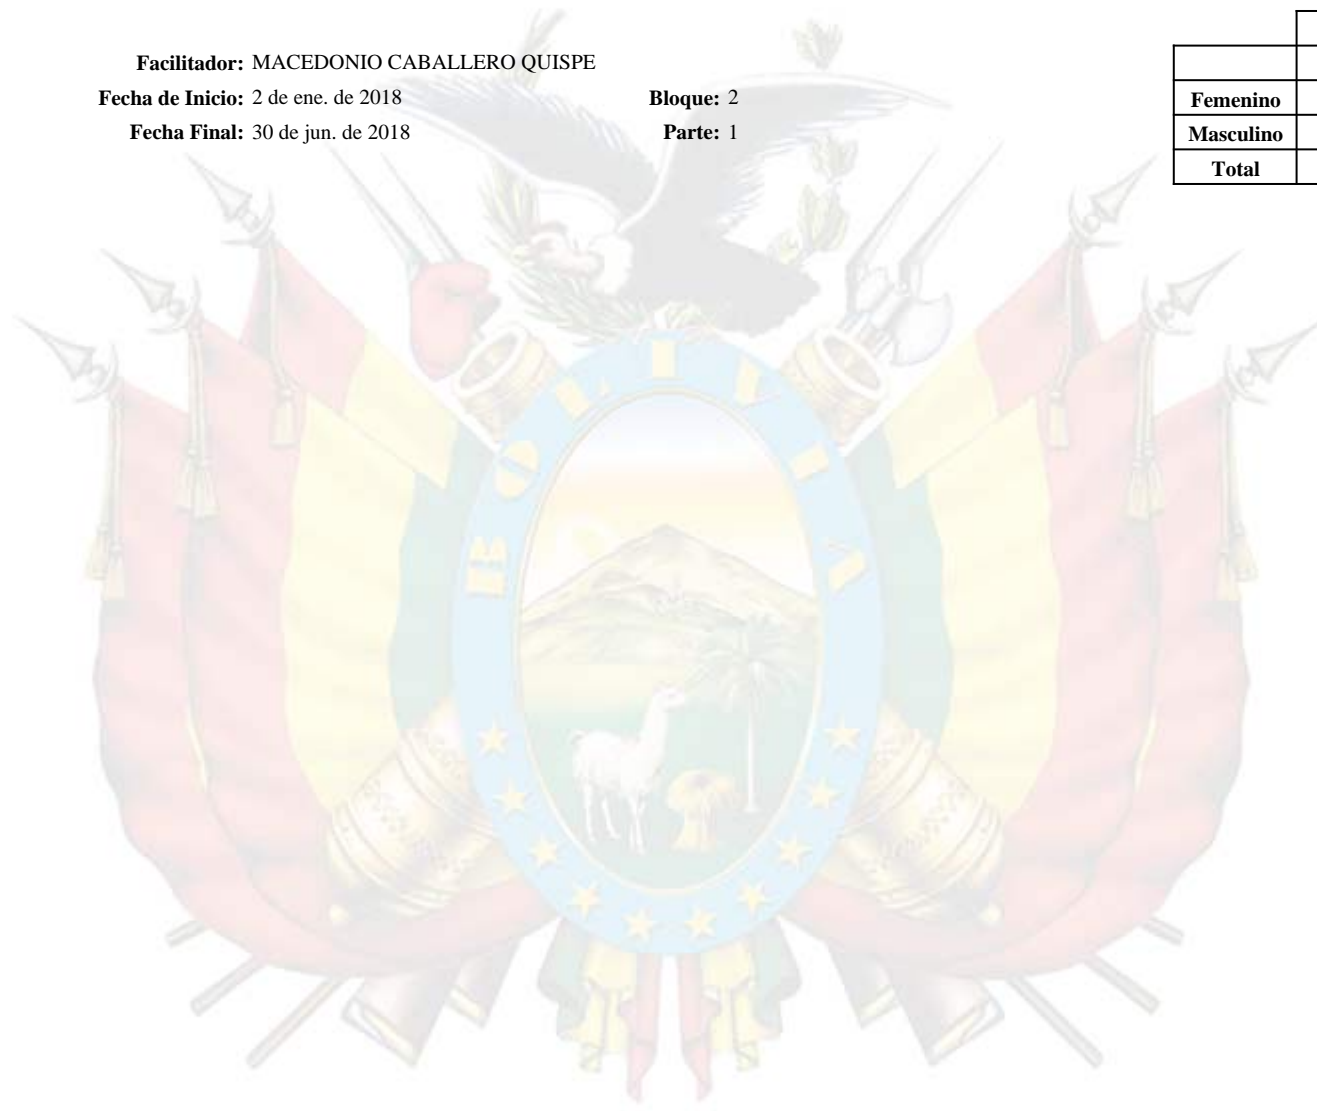 Facilitador: MACEDONIO CABALLERO QUISPE
Fecha de Inicio: 2 de ene. de 2018 Bloque: 2
Fecha Final: 30 de jun. de 2018 Parte: 1
Femenino
Masculino
Total
BOLIVIA